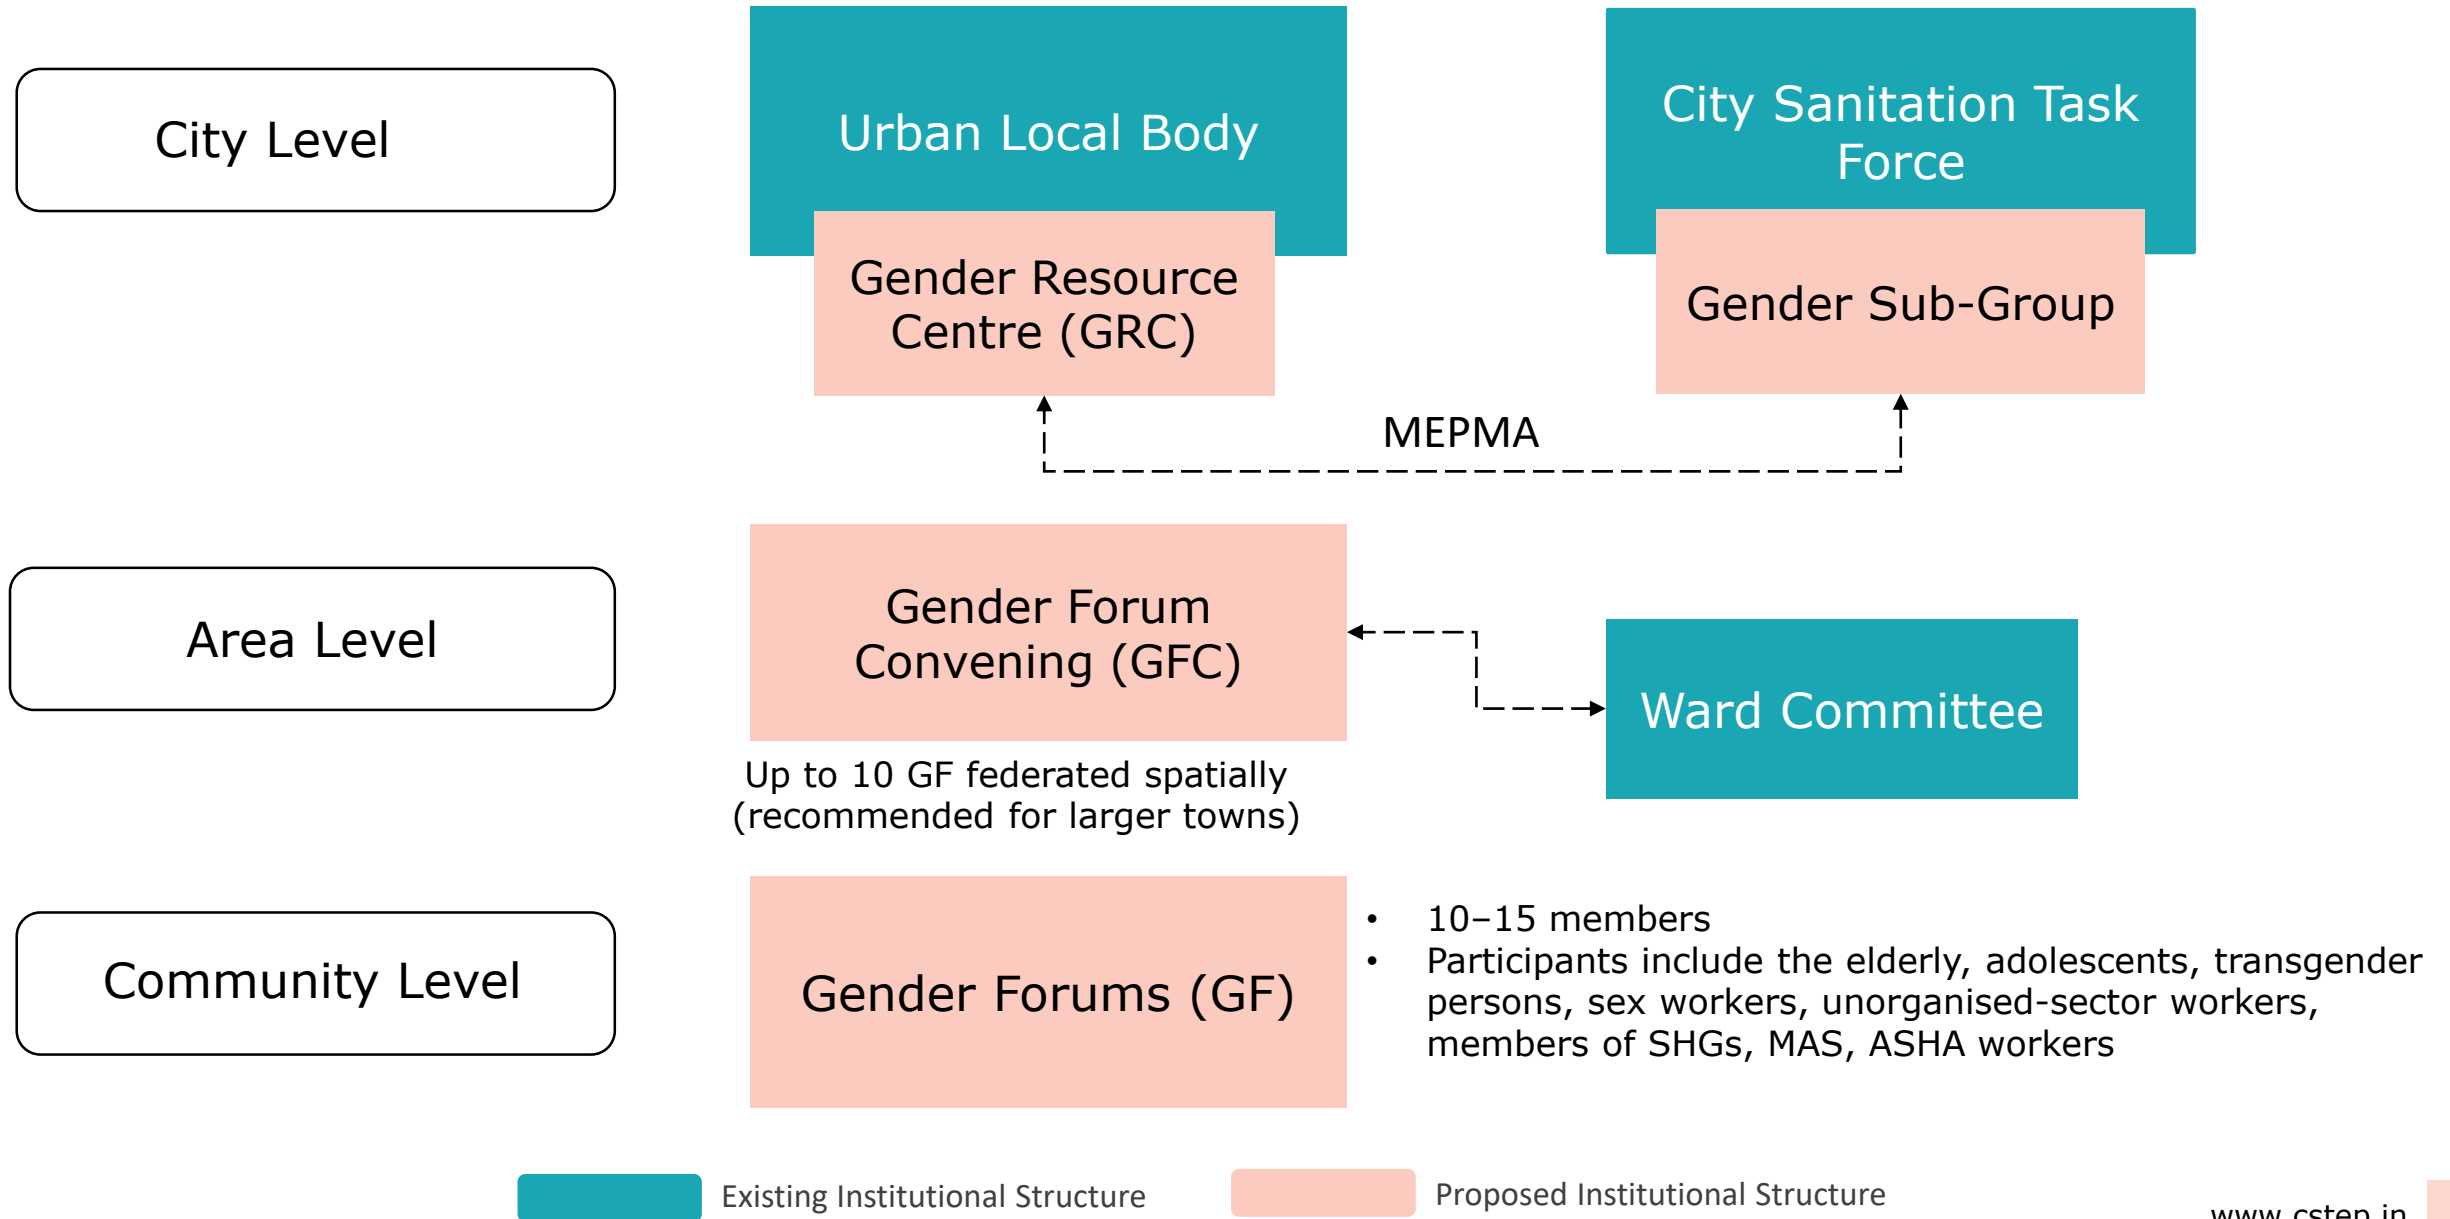 City Level
Urban Local Body
City Sanitation Task
Force
Gender Resource
Centre (GRC)
Gender Sub-Group
MEPMA
Area Level
Gender Forum
Convening (GFC)
Ward Committee
Up to 10 GF federated spatially
(recommended for larger towns)
Community Level
Gender Forums (GF)
• 10–15 members
• Participants include the elderly, adolescents, transgender
persons, sex workers, unorganised-sector workers,
members of SHGs, MAS, ASHA workers
Existing Institutional Structure
Proposed Institutional Structure
www.cstep.in